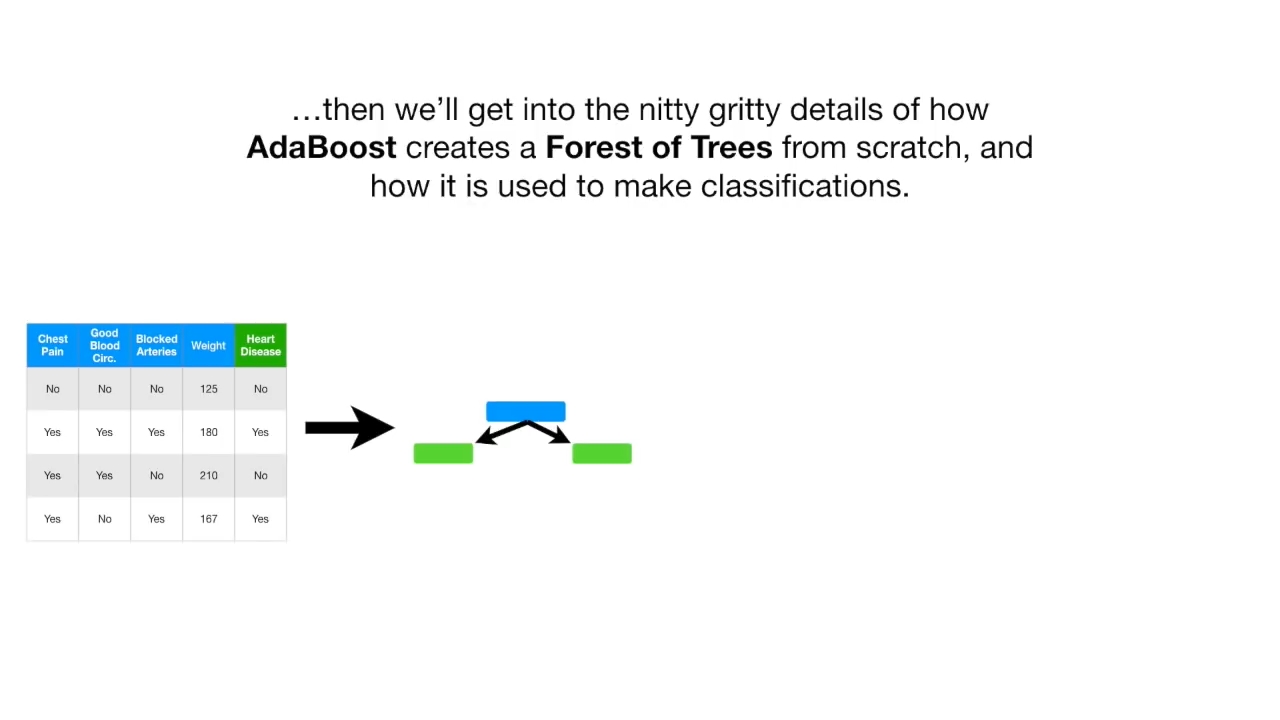 …then we’ll get into the nitty gritty details of how
AdaBoost creates a Forest of Trees from scratch, and
how it is used to make classifications.
Chest Pain Good Blood Circ. Blocked Arteries Weight Heart Disease
No No No 125 No
Yes Yes Yes 180 Yes
Yes Yes No 210 No
Yes No Yes 167 Yes